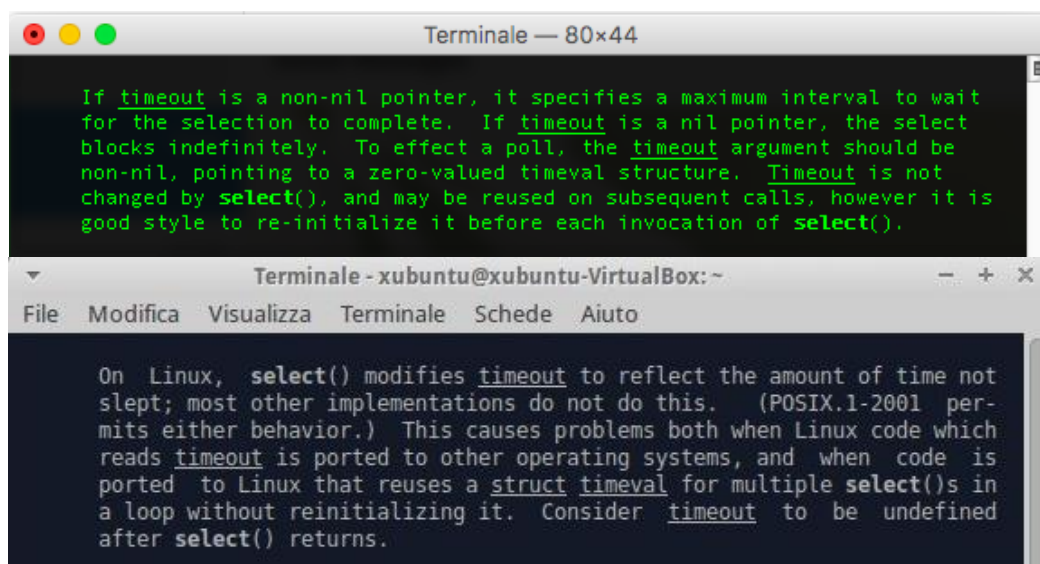 Terminale — 80×44
If timeout is a non-nil pointer, it specifies a maximum interval to wait
for the selection to complete.  If timeout is a nil pointer, the select
blocks indefinitely.  To effect a poll, the timeout argument should be
non-nil, pointing to a zero-valued timeval structure.  Timeout is not
changed by select(), and may be reused on subsequent calls, however it is
good style to re-initialize it before each invocation of select().
Terminale - xubuntu@xubuntu-VirtualBox: ~
File Modifica Visualizza Terminale Schede Aiuto
On  Linux,  select() modifies timeout to reflect the amount of time not
slept; most other implementations do not do this.   (POSIX.1-2001  per-
mits either behavior.)  This causes problems both when Linux code which
reads timeout is ported to other operating systems, and  when  code  is
ported  to Linux that reuses a struct timeval for multiple select()s in
a loop without reinitializing it.  Consider  timeout  to  be  undefined
after select() returns.